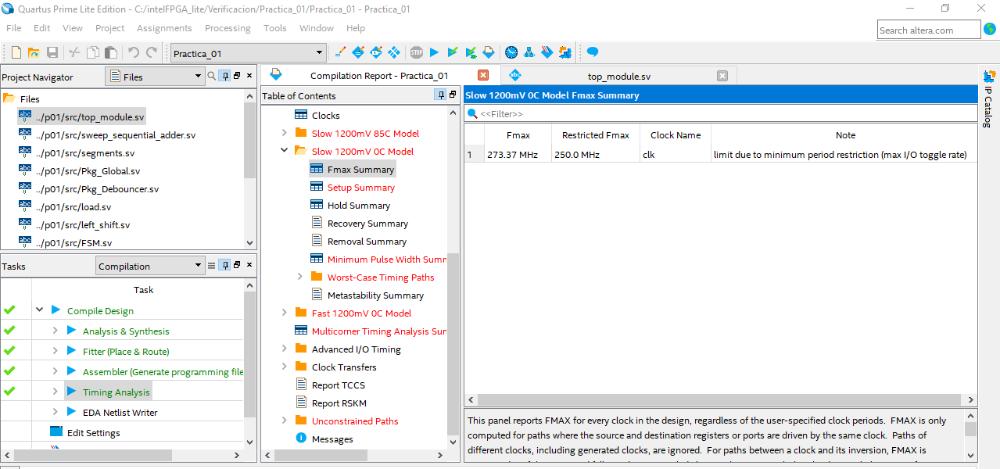 Quartus Prime Lite Edition - C:/intelFPGA_lite/Verificacion/Practica_01/Practica_01 - Practica_01
File Edit View Project Assignments Processing Tools Window Help
Search altera.com
Practica_01
STOP
Project Navigator
Files
Files
abc ../p01/src/top_module.sv
abc ../p01/src/sweep_sequential_adder.sv
abc ../p01/src/segments.sv
abc ../p01/src/Pkg_Global.sv
abc ../p01/src/Pkg_Debouncer.sv
abc ../p01/src/load.sv
abc ../p01/src/left_shift.sv
abc ../p01/src/FSM.sv
Tasks
Compilation
Task
Compile Design
Analysis & Synthesis
Fitter (Place & Route)
Assembler (Generate programming file
Timing Analysis
EDA Netlist Writer
Edit Settings
Compilation Report - Practica_01
abc top_module.sv
Table of Contents
Clocks
Slow 1200mV 85C Model
Slow 1200mV 0C Model
Fmax Summary
Setup Summary
Hold Summary
Recovery Summary
Removal Summary
Minimum Pulse Width Summ
Worst-Case Timing Paths
Metastability Summary
Fast 1200mV 0C Model
Multicorner Timing Analysis Sun
Advanced I/O Timing
Clock Transfers
Report TCCS
Report RSKM
Unconstrained Paths
Messages
Slow 1200mV 0C Model Fmax Summary
<<Filter>>
Fmax Restricted Fmax Clock Name Note
1 273.37 MHz 250.0 MHz clk limit due to minimum period restriction (max I/O toggle rate)
This panel reports FMAX for every clock in the design, regardless of the user-specified clock periods. FMAX is only
computed for paths where the source and destination registers or ports are driven by the same clock. Paths of
different clocks, including generated clocks, are ignored. For paths between a clock and its inversion, FMAX is
IP Catalog